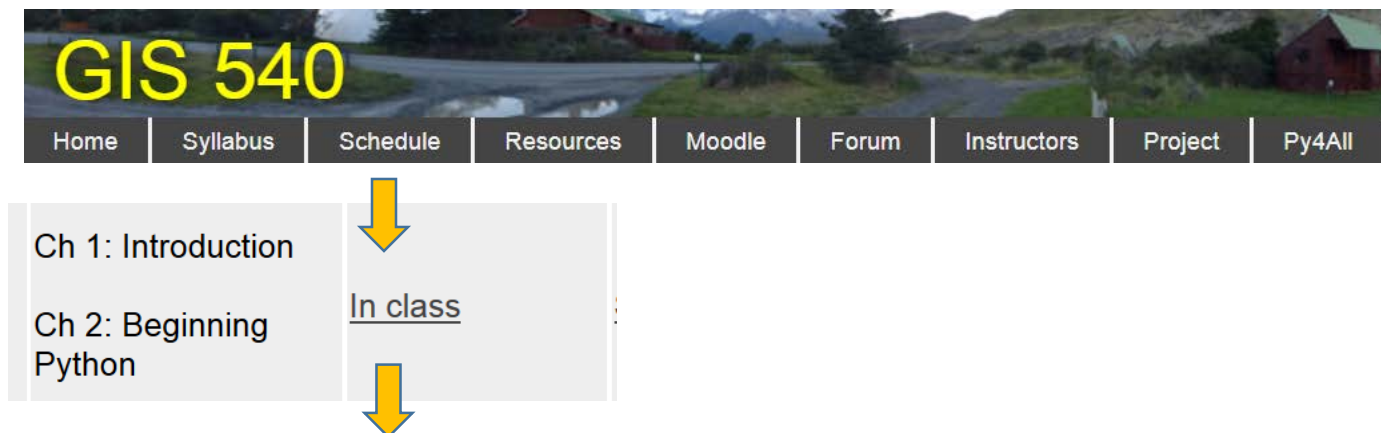 GIS 540
Home Syllabus Schedule Resources Moodle Forum Instructors Project Py4All
Ch 1: Introduction
Ch 2: Beginning
Python
In class